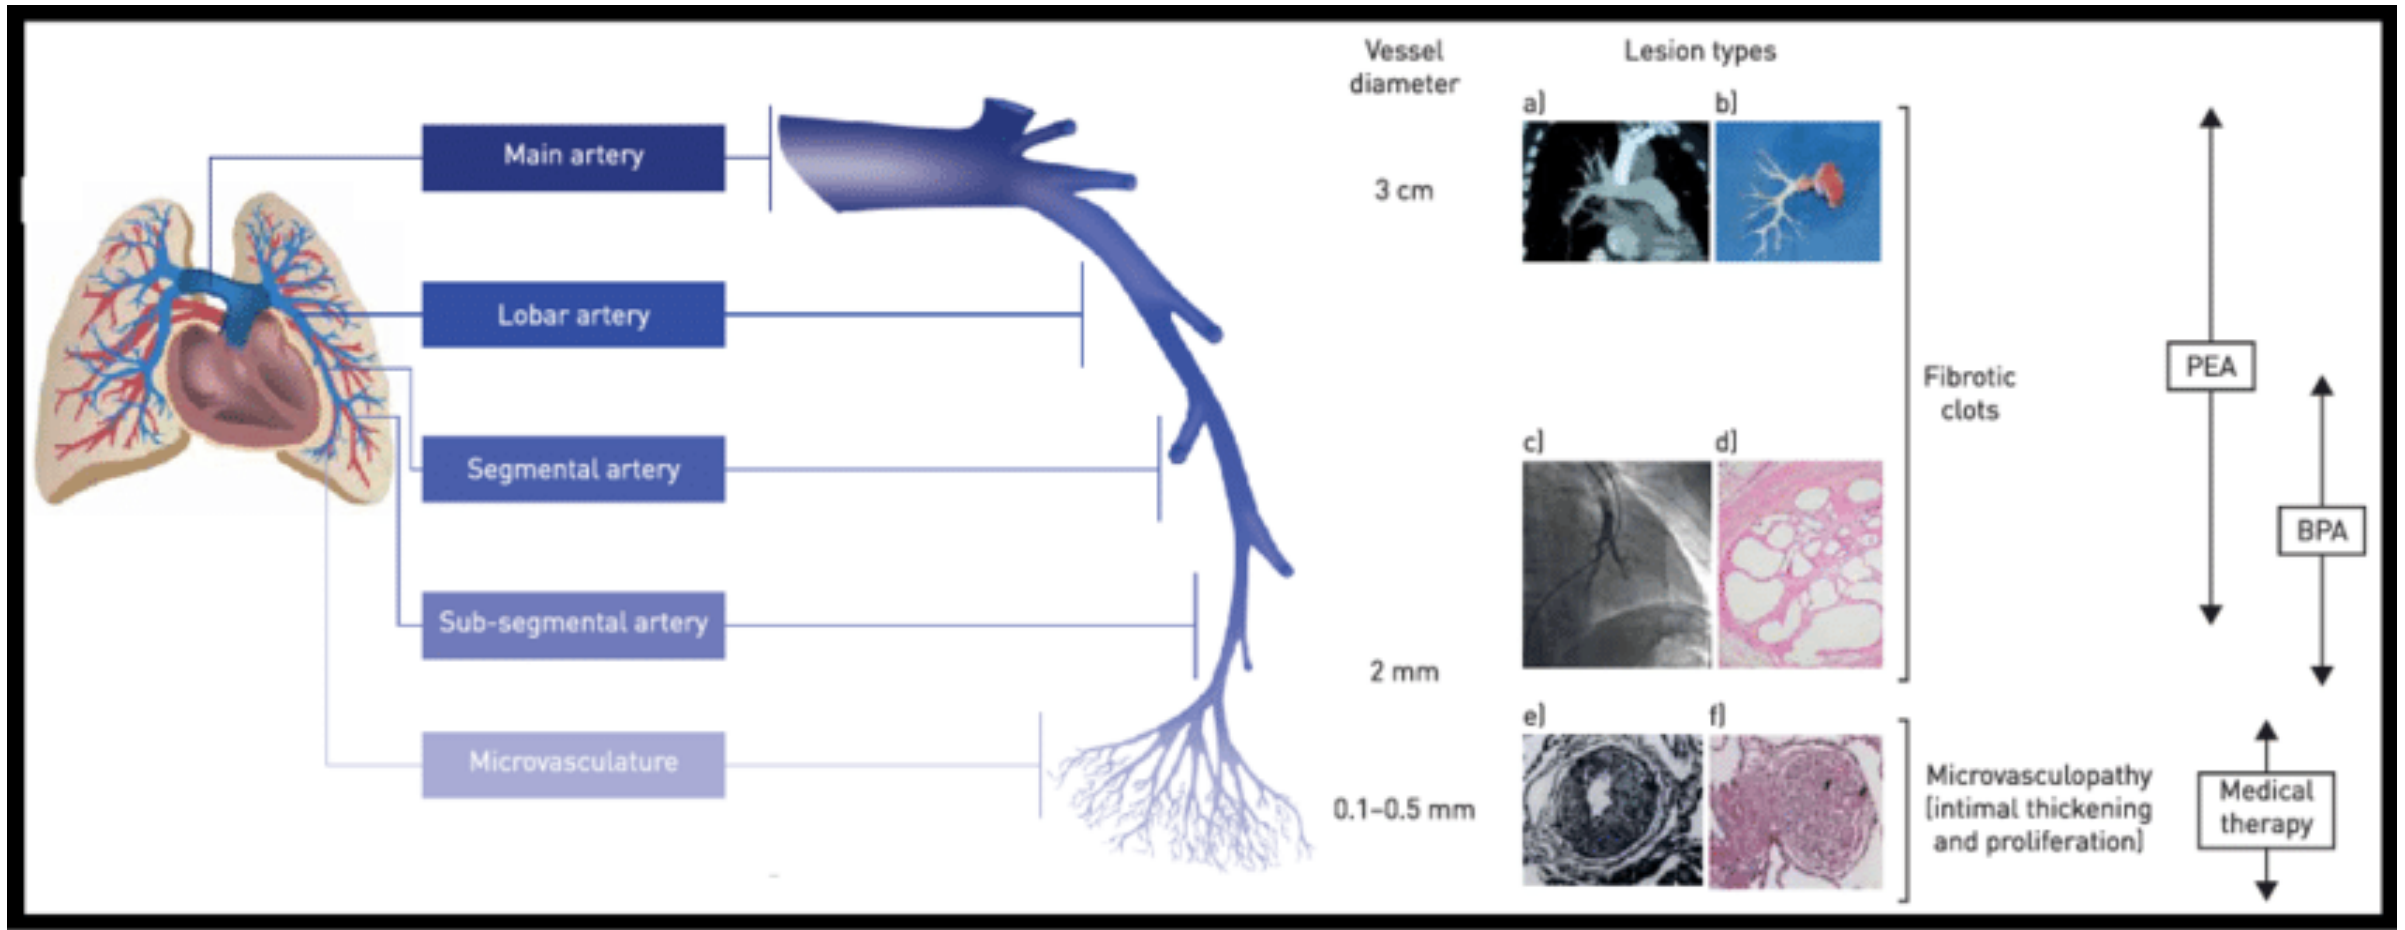 Vessel
diameter
Lesion types
a)
b)
Main artery
3 cm
Lobar artery
PEA
Fibrotic
clots
c)
d)
Segmental artery
BPA
Sub-segmental artery
2 mm
e)
f)
Microvasculature
0.1–0.5 mm
Microvasculopathy
(intimal thickening
and proliferation)
Medical
therapy